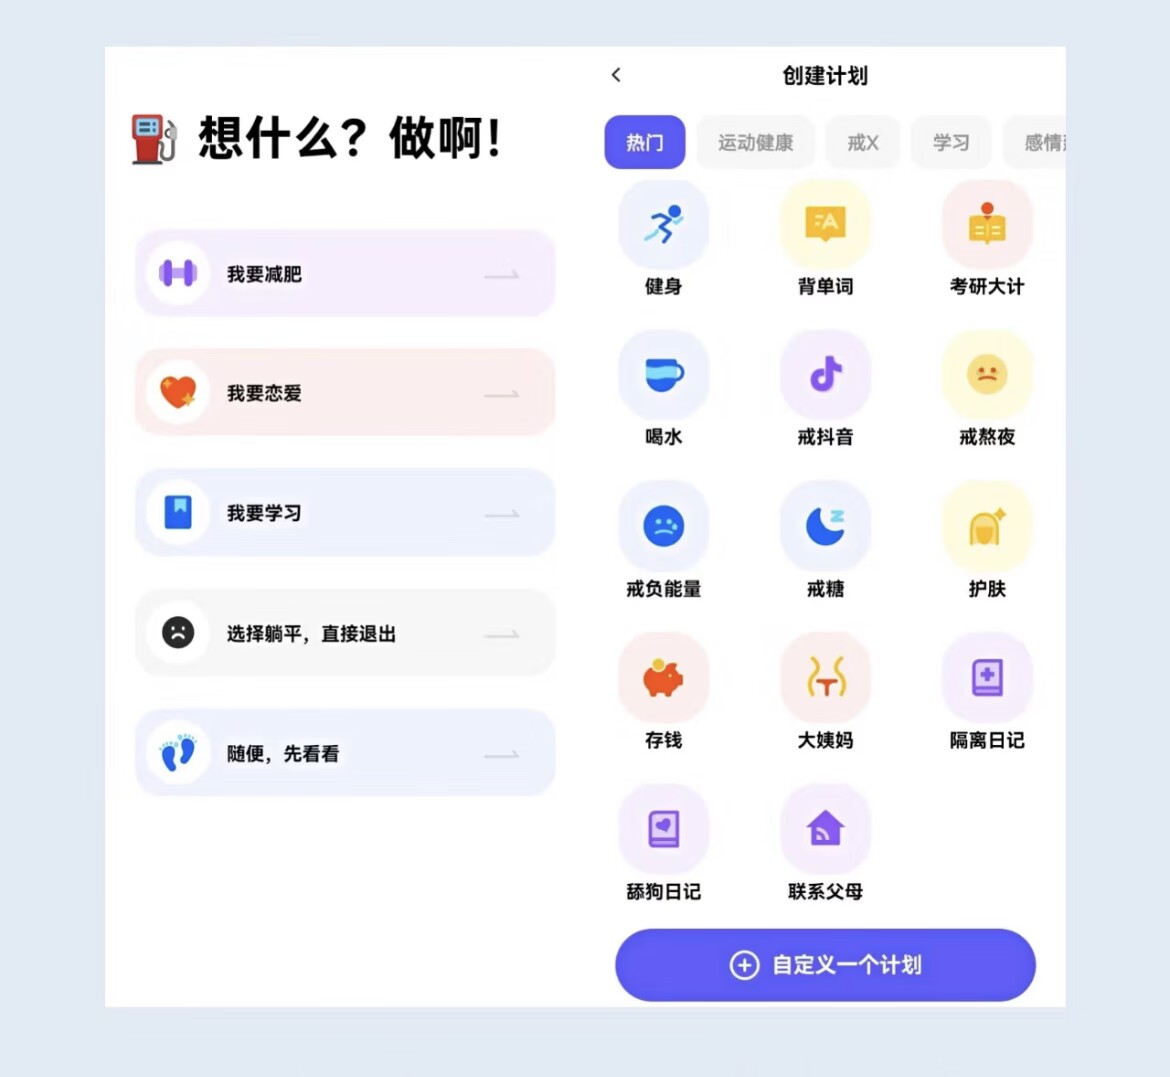 想什么？做啊！
我要减肥
我要恋爱
我要学习
选择躺平，直接退出
随便，先看看
创建计划
热门 运动健康 戒X 学习 感情
健身 背单词 考研大计
喝水 戒抖音 戒熬夜
戒负能量 戒糖 护肤
存钱 大姨妈 隔离日记
舔狗日记 联系父母
自定义一个计划